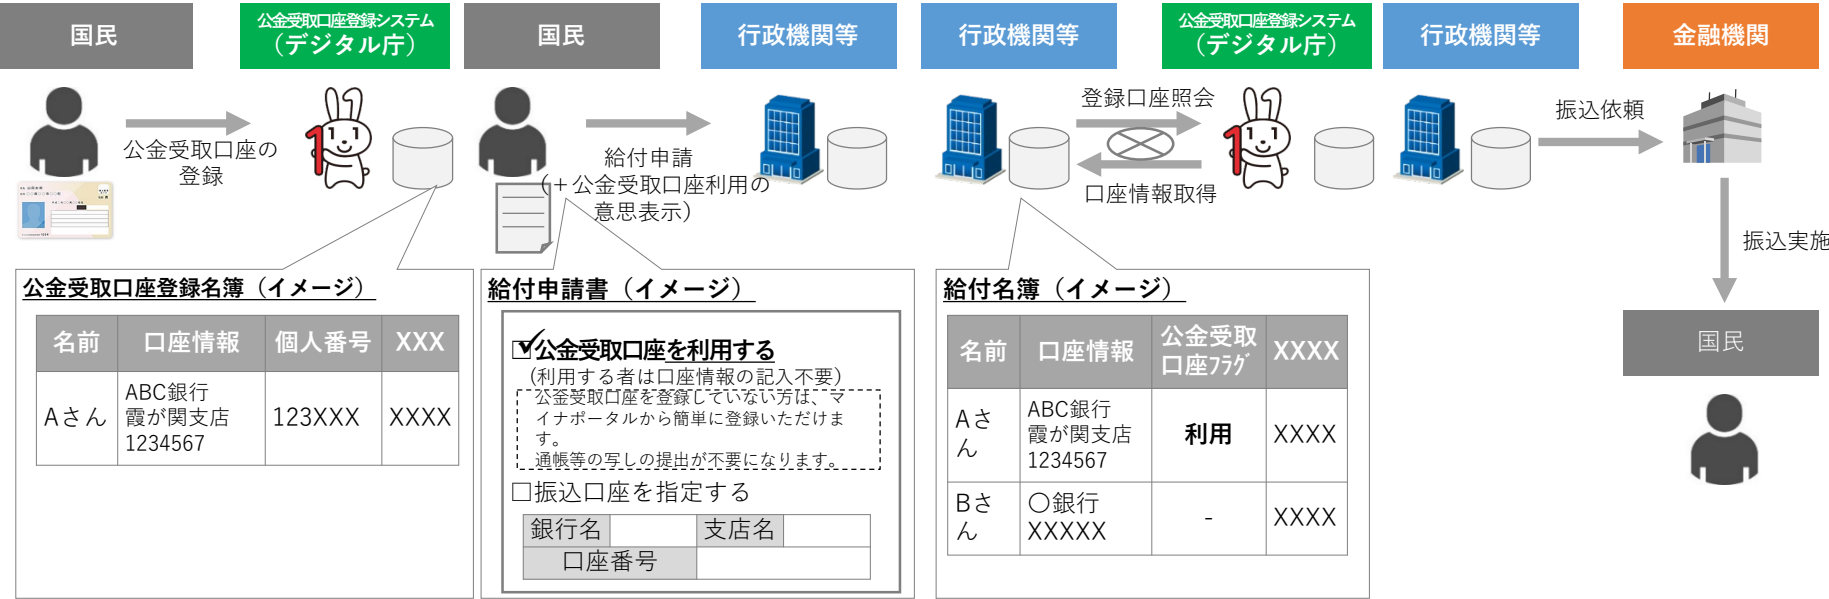 国民
公金受取口座登録システム
（デジタル庁）
国民
行政機関等
行政機関等
公金受取口座登録システム
（デジタル庁）
行政機関等
金融機関
公金受取口座の
登録
給付申請
（＋公金受取口座利用の
意思表示）
登録口座照会
口座情報取得
振込依頼
振込実施
国民
公金受取口座登録名簿（イメージ）
名前 口座情報 個人番号 XXX
Aさん ABC銀行 123XXX XXXX
霞が関支店
1234567
給付申請書（イメージ）
☑公金受取口座を利用する
（利用する者は口座情報の記入不要）
公金受取口座を登録していない方は、マ
イナポータルから簡単に登録いただけま
す。
通帳等の写しの提出が不要になります。
□振込口座を指定する
銀行名 支店名
口座番号
給付名簿（イメージ）
名前 口座情報 公金受取 XXXX
口座ﾌﾗｸﾞ
Aさ ABC銀行 利用 XXXX
ん 霞が関支店
1234567
Bさ 〇銀行 - XXXX
ん XXXXX